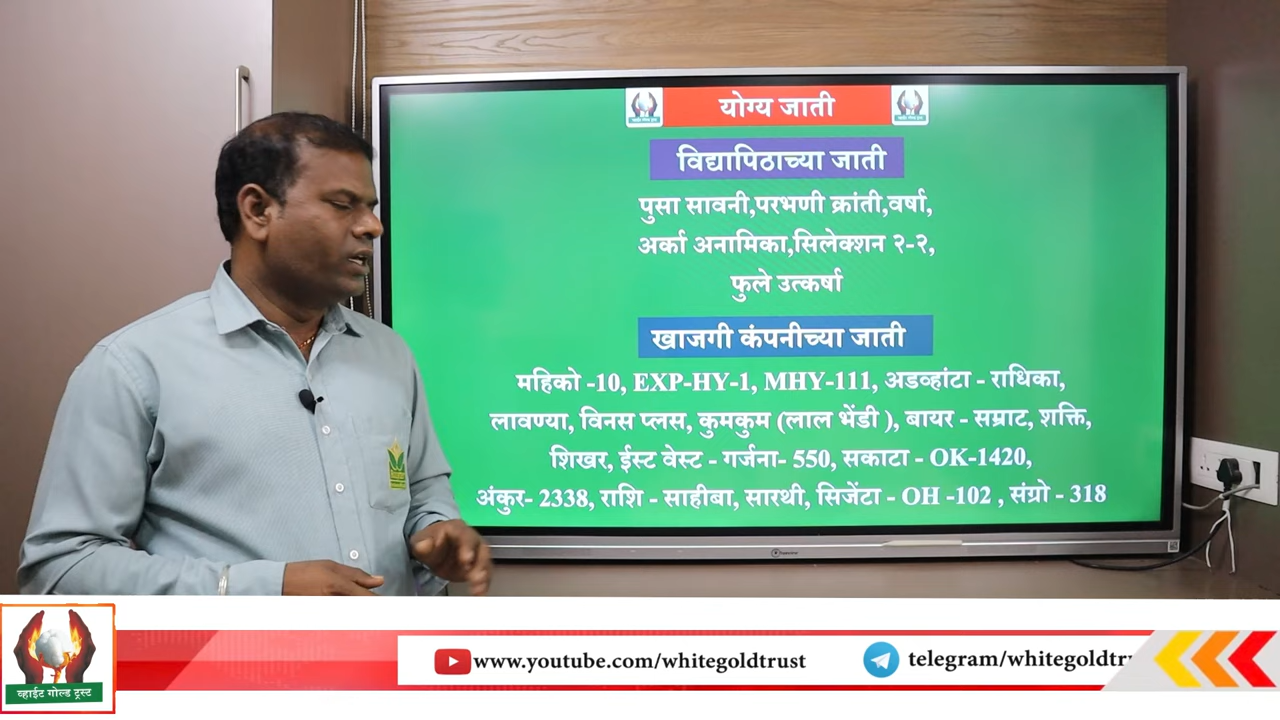 योग्य जाती
विद्यापिठाच्या जाती
पुसा सावनी,परभणी क्रांती,वर्षा,
अर्का अनामिका,सिलेक्शन २-२,
फुले उत्कर्षा
खाजगी कंपनीच्या जाती
महिको -10, EXP-HY-1, MHY-111, अडव्हांटा - राधिका,
लावण्या, विनस प्लस, कुमकुम (लाल भेंडी ), बायर - सम्राट, शक्ति,
शिखर, ईस्ट वेस्ट - गर्जना- 550, सकाटा - OK-1420,
अंकुर- 2338, राशि - साहीबा, सारथी, सिजेंटा - OH -102 , संग्रो - 318
व्हाईट गोल्ड ट्रस्ट
www.youtube.com/whitegoldtrust
telegram/whitegoldtru